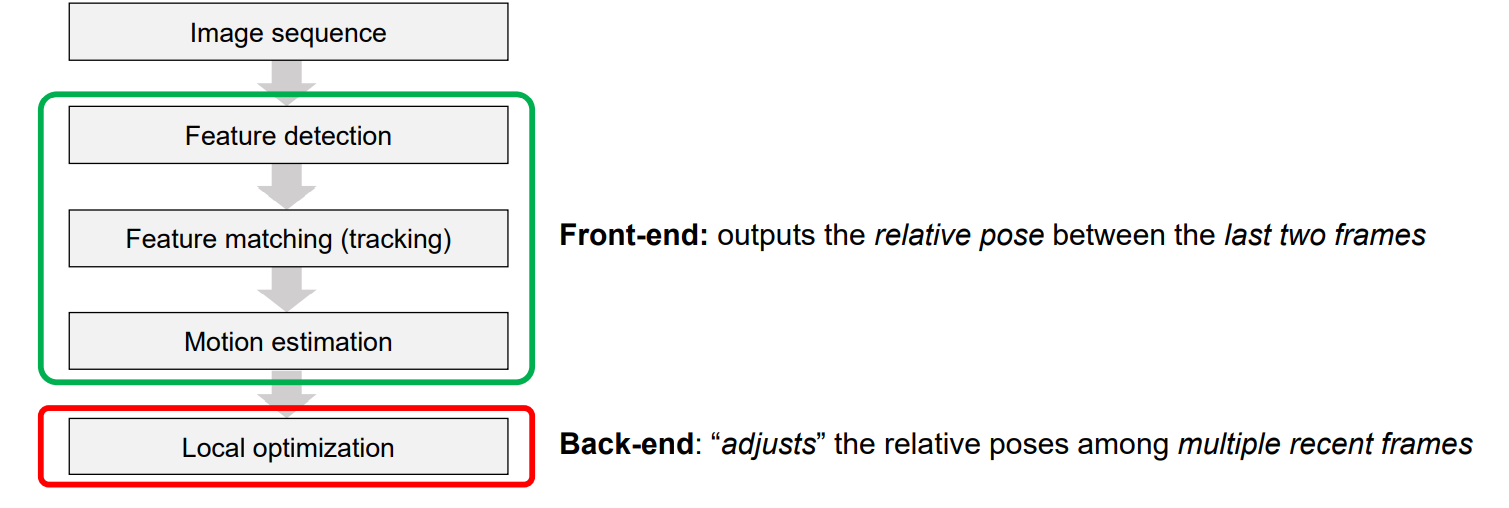 Image sequence
Feature detection
Feature matching (tracking)
Front-end: outputs the relative pose between the last two frames
Motion estimation
Local optimization
Back-end: “adjusts” the relative poses among multiple recent frames